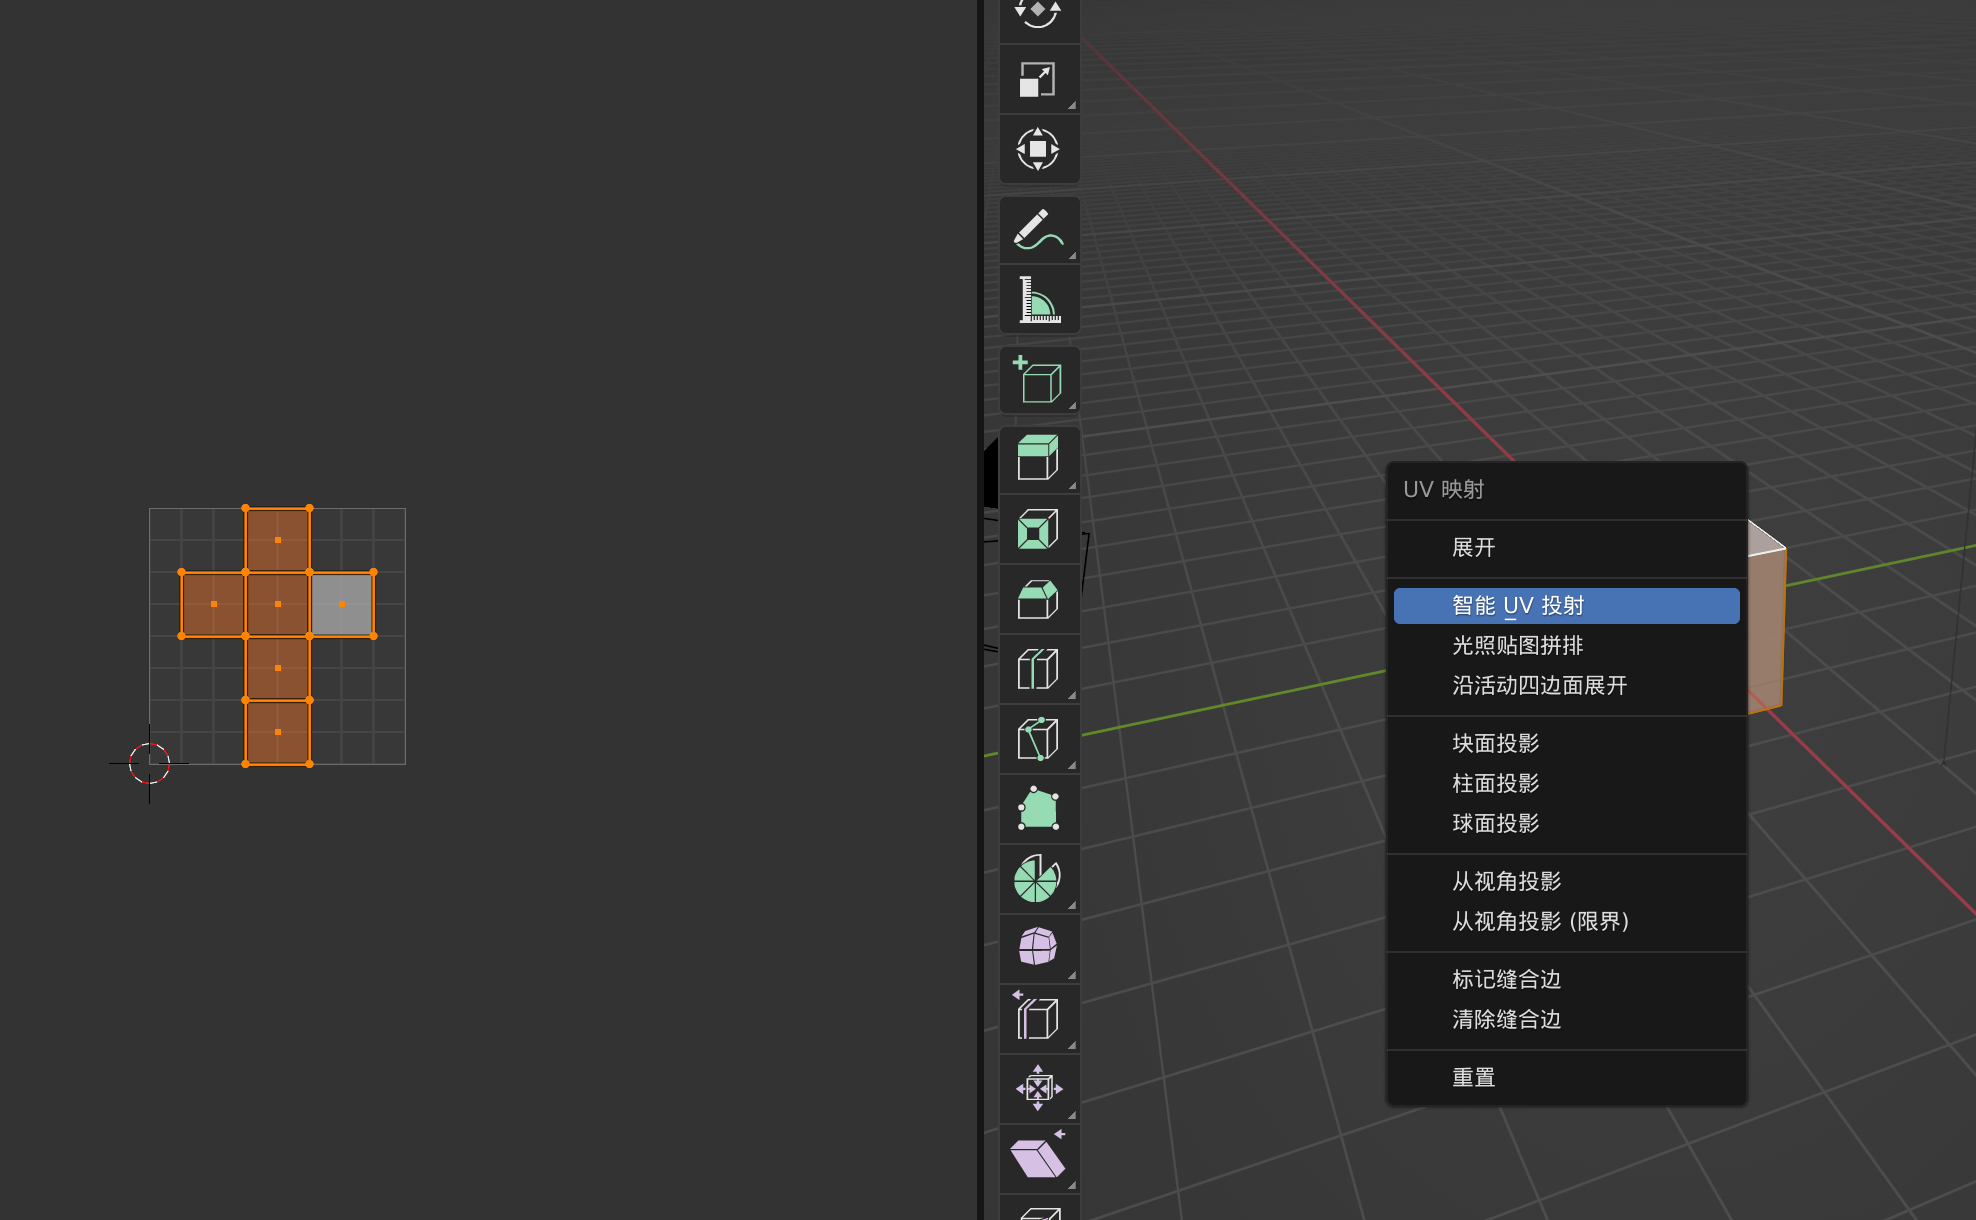 UV 映射
展开
智能 UV 投射
光照贴图拼排
沿活动四边面展开
块面投影
柱面投影
球面投影
从视角投影
从视角投影 (限界)
标记缝合边
清除缝合边
重置